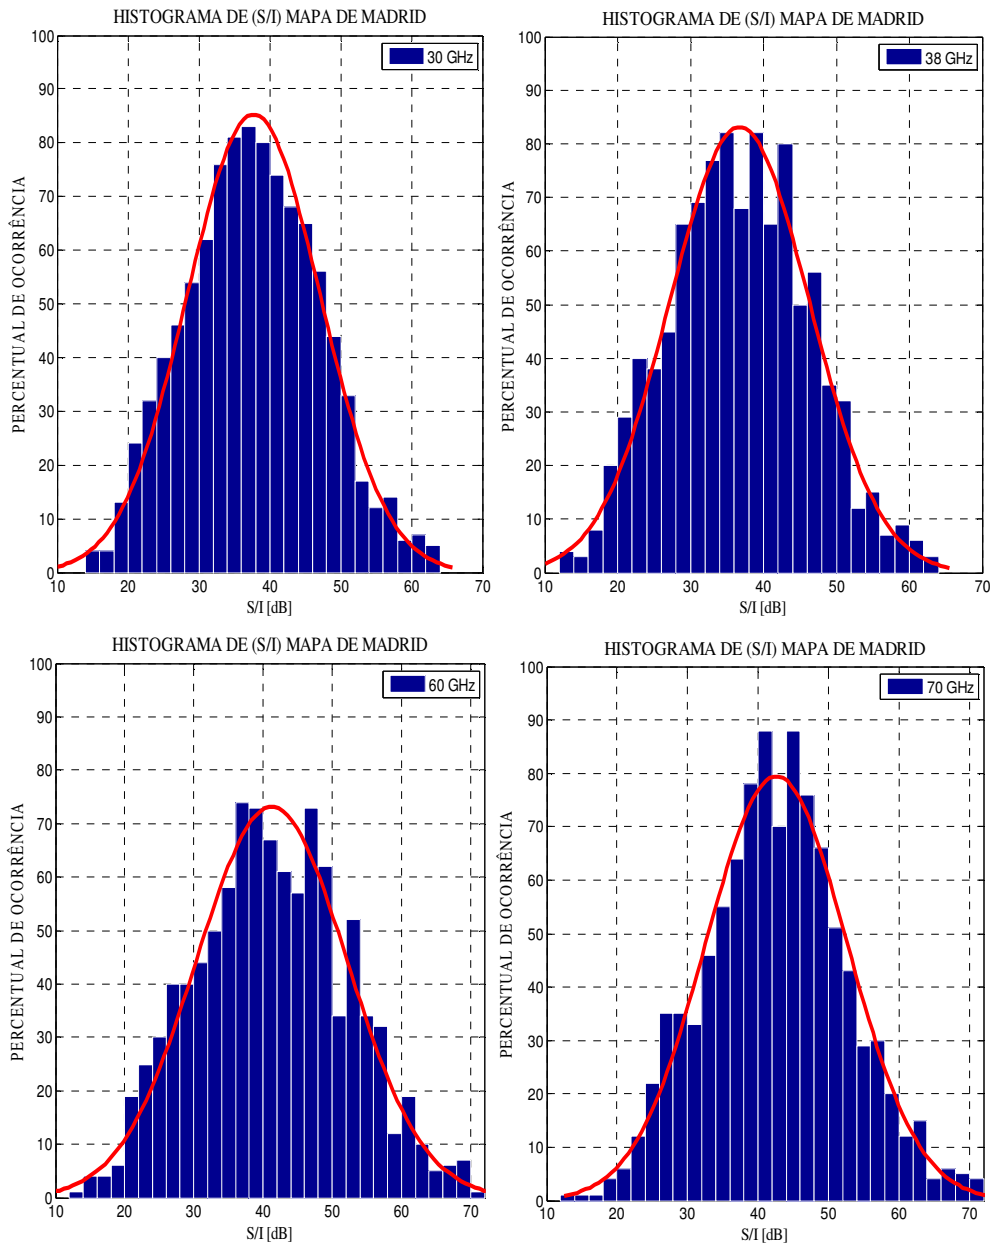 HISTOGRAMA DE (S/I) MAPA DE MADRID
30 GHz
PERCENTUAL DE OCORRÊNCIA
100
90
80
70
60
50
40
30
20
10
0
10 20 30 40 50 60 70
S/I [dB]
HISTOGRAMA DE (S/I) MAPA DE MADRID
38 GHz
PERCENTUAL DE OCORRÊNCIA
100
90
80
70
60
50
40
30
20
10
0
10 20 30 40 50 60 70
S/I [dB]
HISTOGRAMA DE (S/I) MAPA DE MADRID
60 GHz
PERCENTUAL DE OCORRÊNCIA
100
90
80
70
60
50
40
30
20
10
0
10 20 30 40 50 60 70
S/I [dB]
HISTOGRAMA DE (S/I) MAPA DE MADRID
70 GHz
PERCENTUAL DE OCORRÊNCIA
100
90
80
70
60
50
40
30
20
10
0
10 20 30 40 50 60 70
S/I [dB]